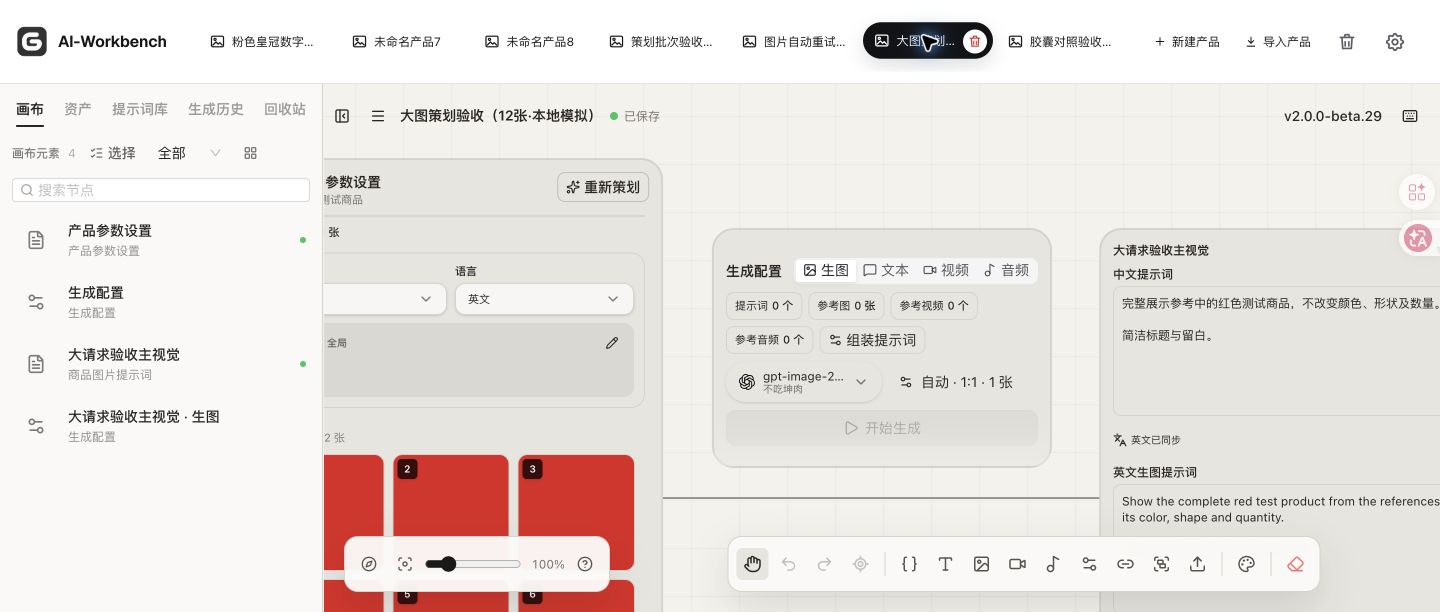 AI-Workbench
粉色皇冠数字...
未命名产品7
未命名产品8
策划批次验收...
图片自动重试...
大图
划...
胶囊对照验收...
新建产品
导入产品
画布
资产
提示词库
生成历史
回收站
画布元素 4
选择
全部
搜索节点
产品参数设置
产品参数设置
生成配置
生成配置
大请求验收主视觉
商品图片提示词
大请求验收主视觉 · 生图
生成配置
大图策划验收（12张·本地模拟）
已保存
v2.0.0-beta.29
参数设置
测试商品
重新策划
张
语言
英文
全局
2 张
2
3
5
6
100%
生成配置
生图
文本
视频
音频
提示词 0 个
参考图 0 张
参考视频 0 个
参考音频 0 个
组装提示词
gpt-image-2...
不吃坤肉
自动 · 1:1 · 1 张
开始生成
大请求验收主视觉
中文提示词
完整展示参考中的红色测试商品，不改变颜色、形状及数量。
简洁标题与留白。
英文已同步
英文生图提示词
Show the complete red test product from the references
its color, shape and quantity.